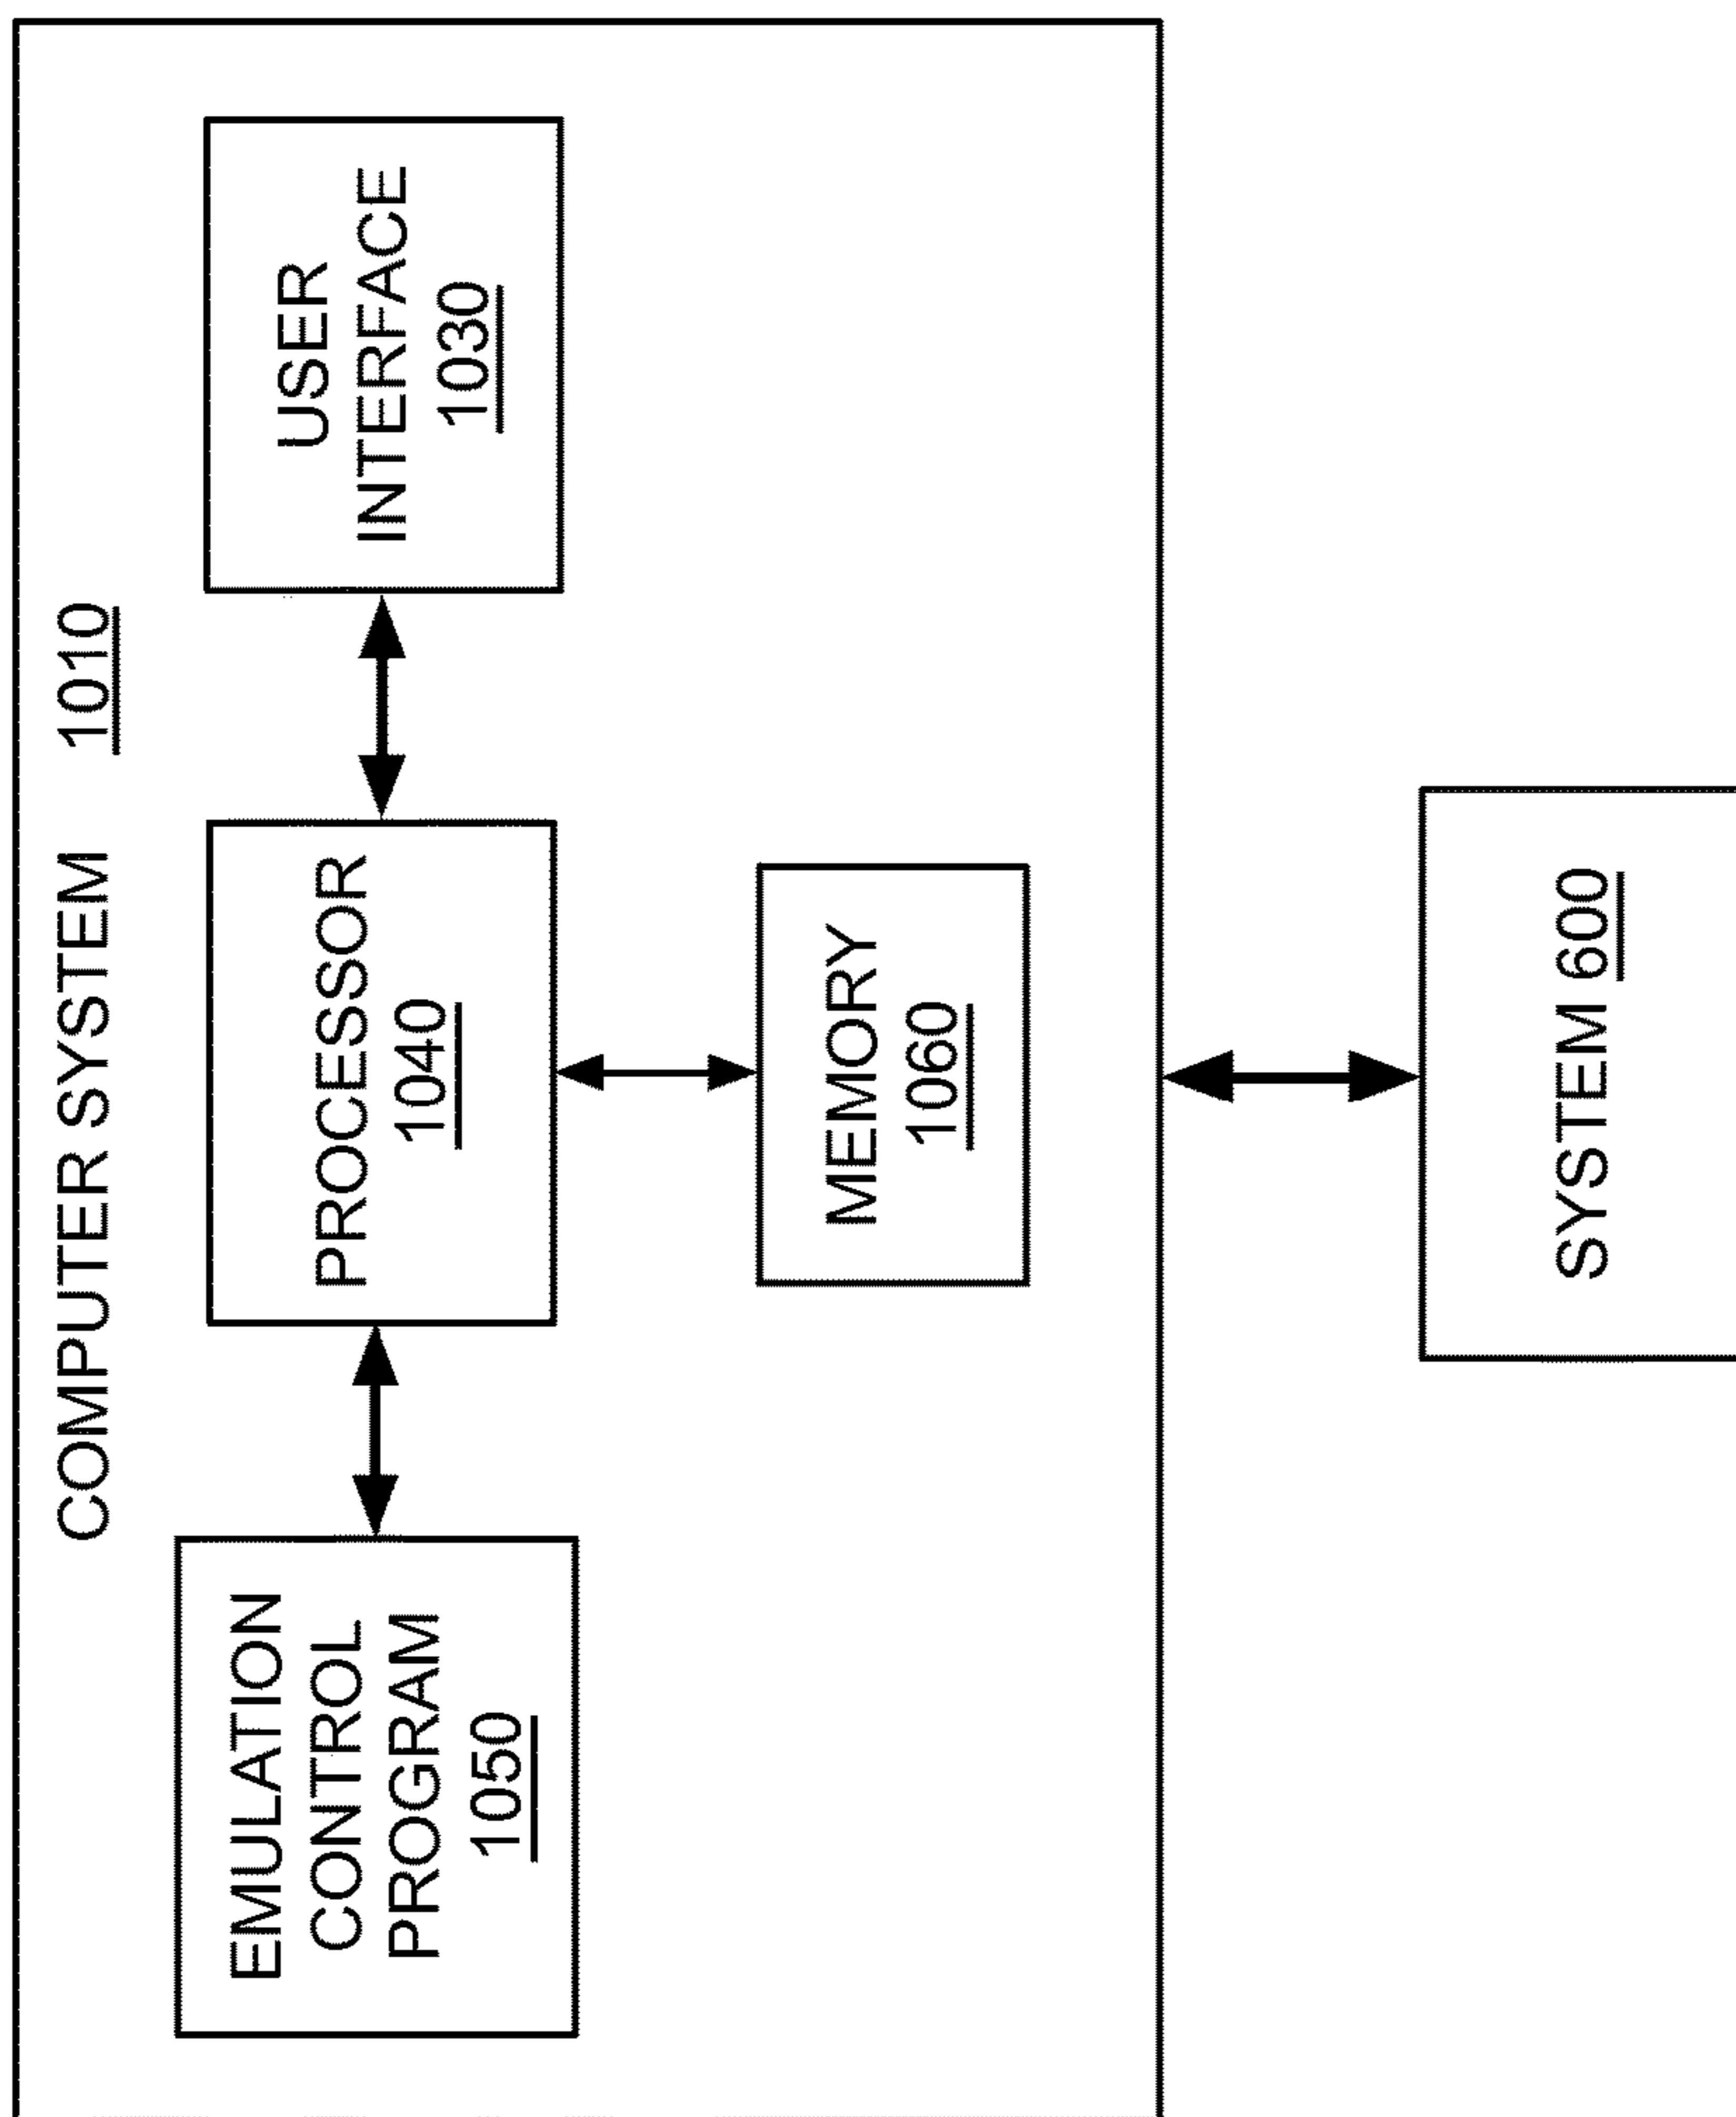 COMPUTER SYSTEM 1010
EMULATION
CONTROL
PROGRAM
1050
PROCESSOR
1040
USER
INTERFACE
1030
MEMORY
1060
SYSTEM 600